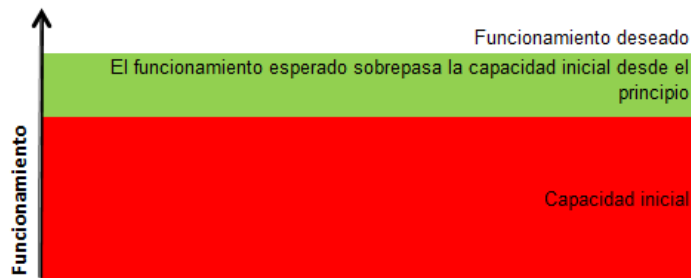 Funcionamiento deseado
El funcionamiento esperado sobrepasa la capacidad inicial desde el
principio
Capacidad inicial
Funcionamiento